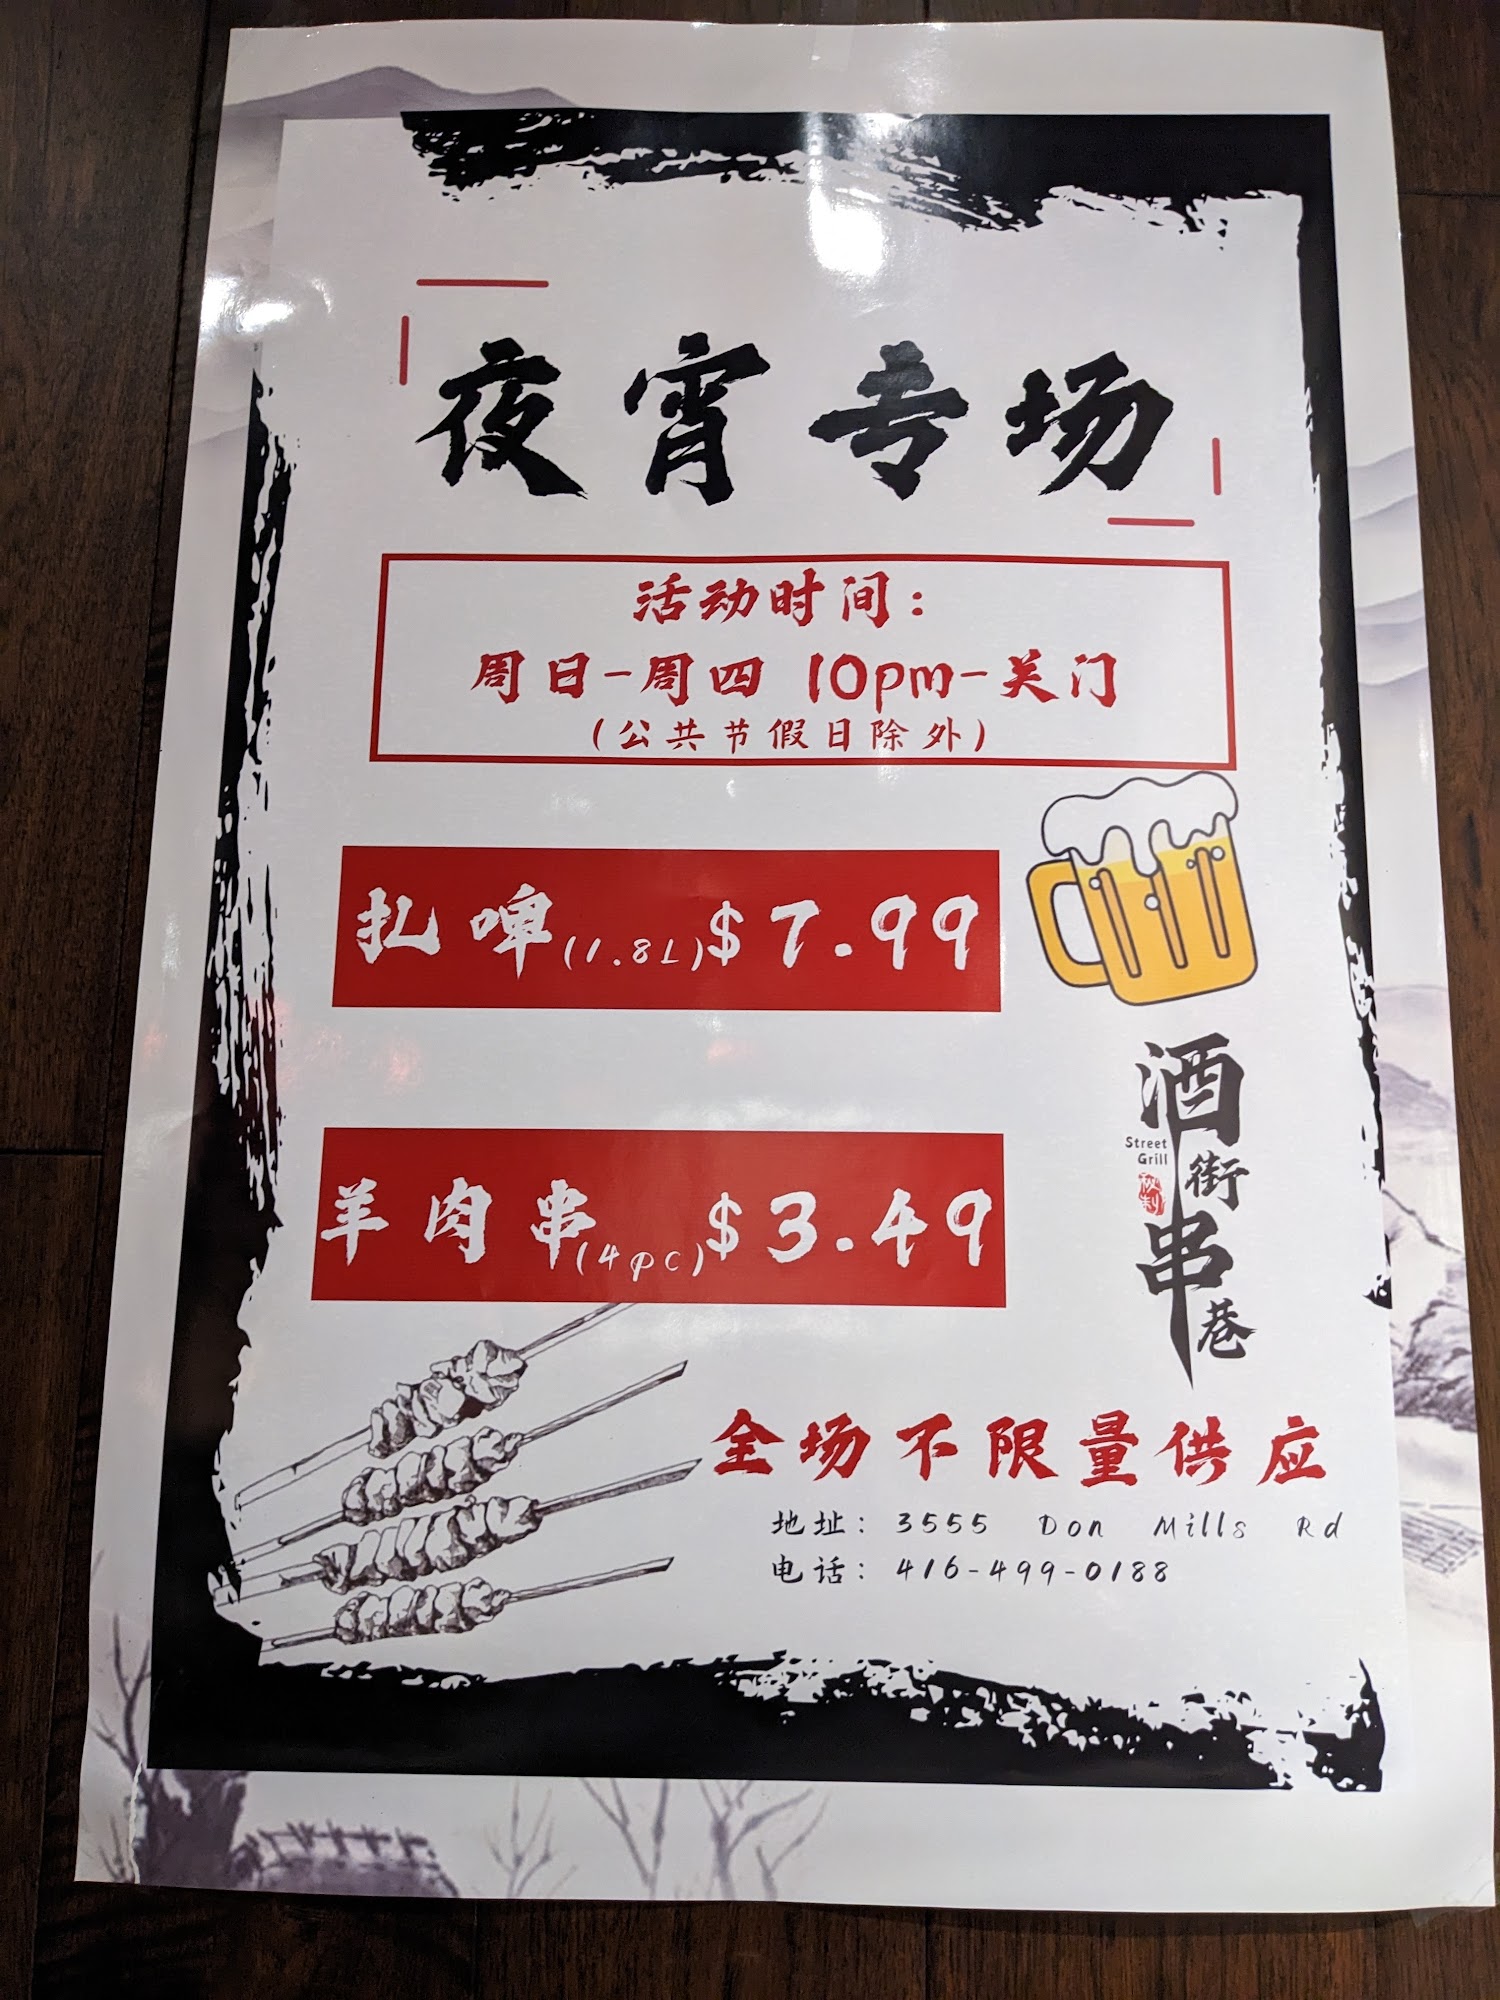 夜宵专场
活动时间：
周日-周四 10pm-关门
(公共节假日除外)
扎啤(1.8L)$7.99
羊肉串(4pc)$3.49
酒街串巷
Street
Grill
秘制
全场不限量供应
地址: 3555 Don Mills Rd
电话: 416-499-0188